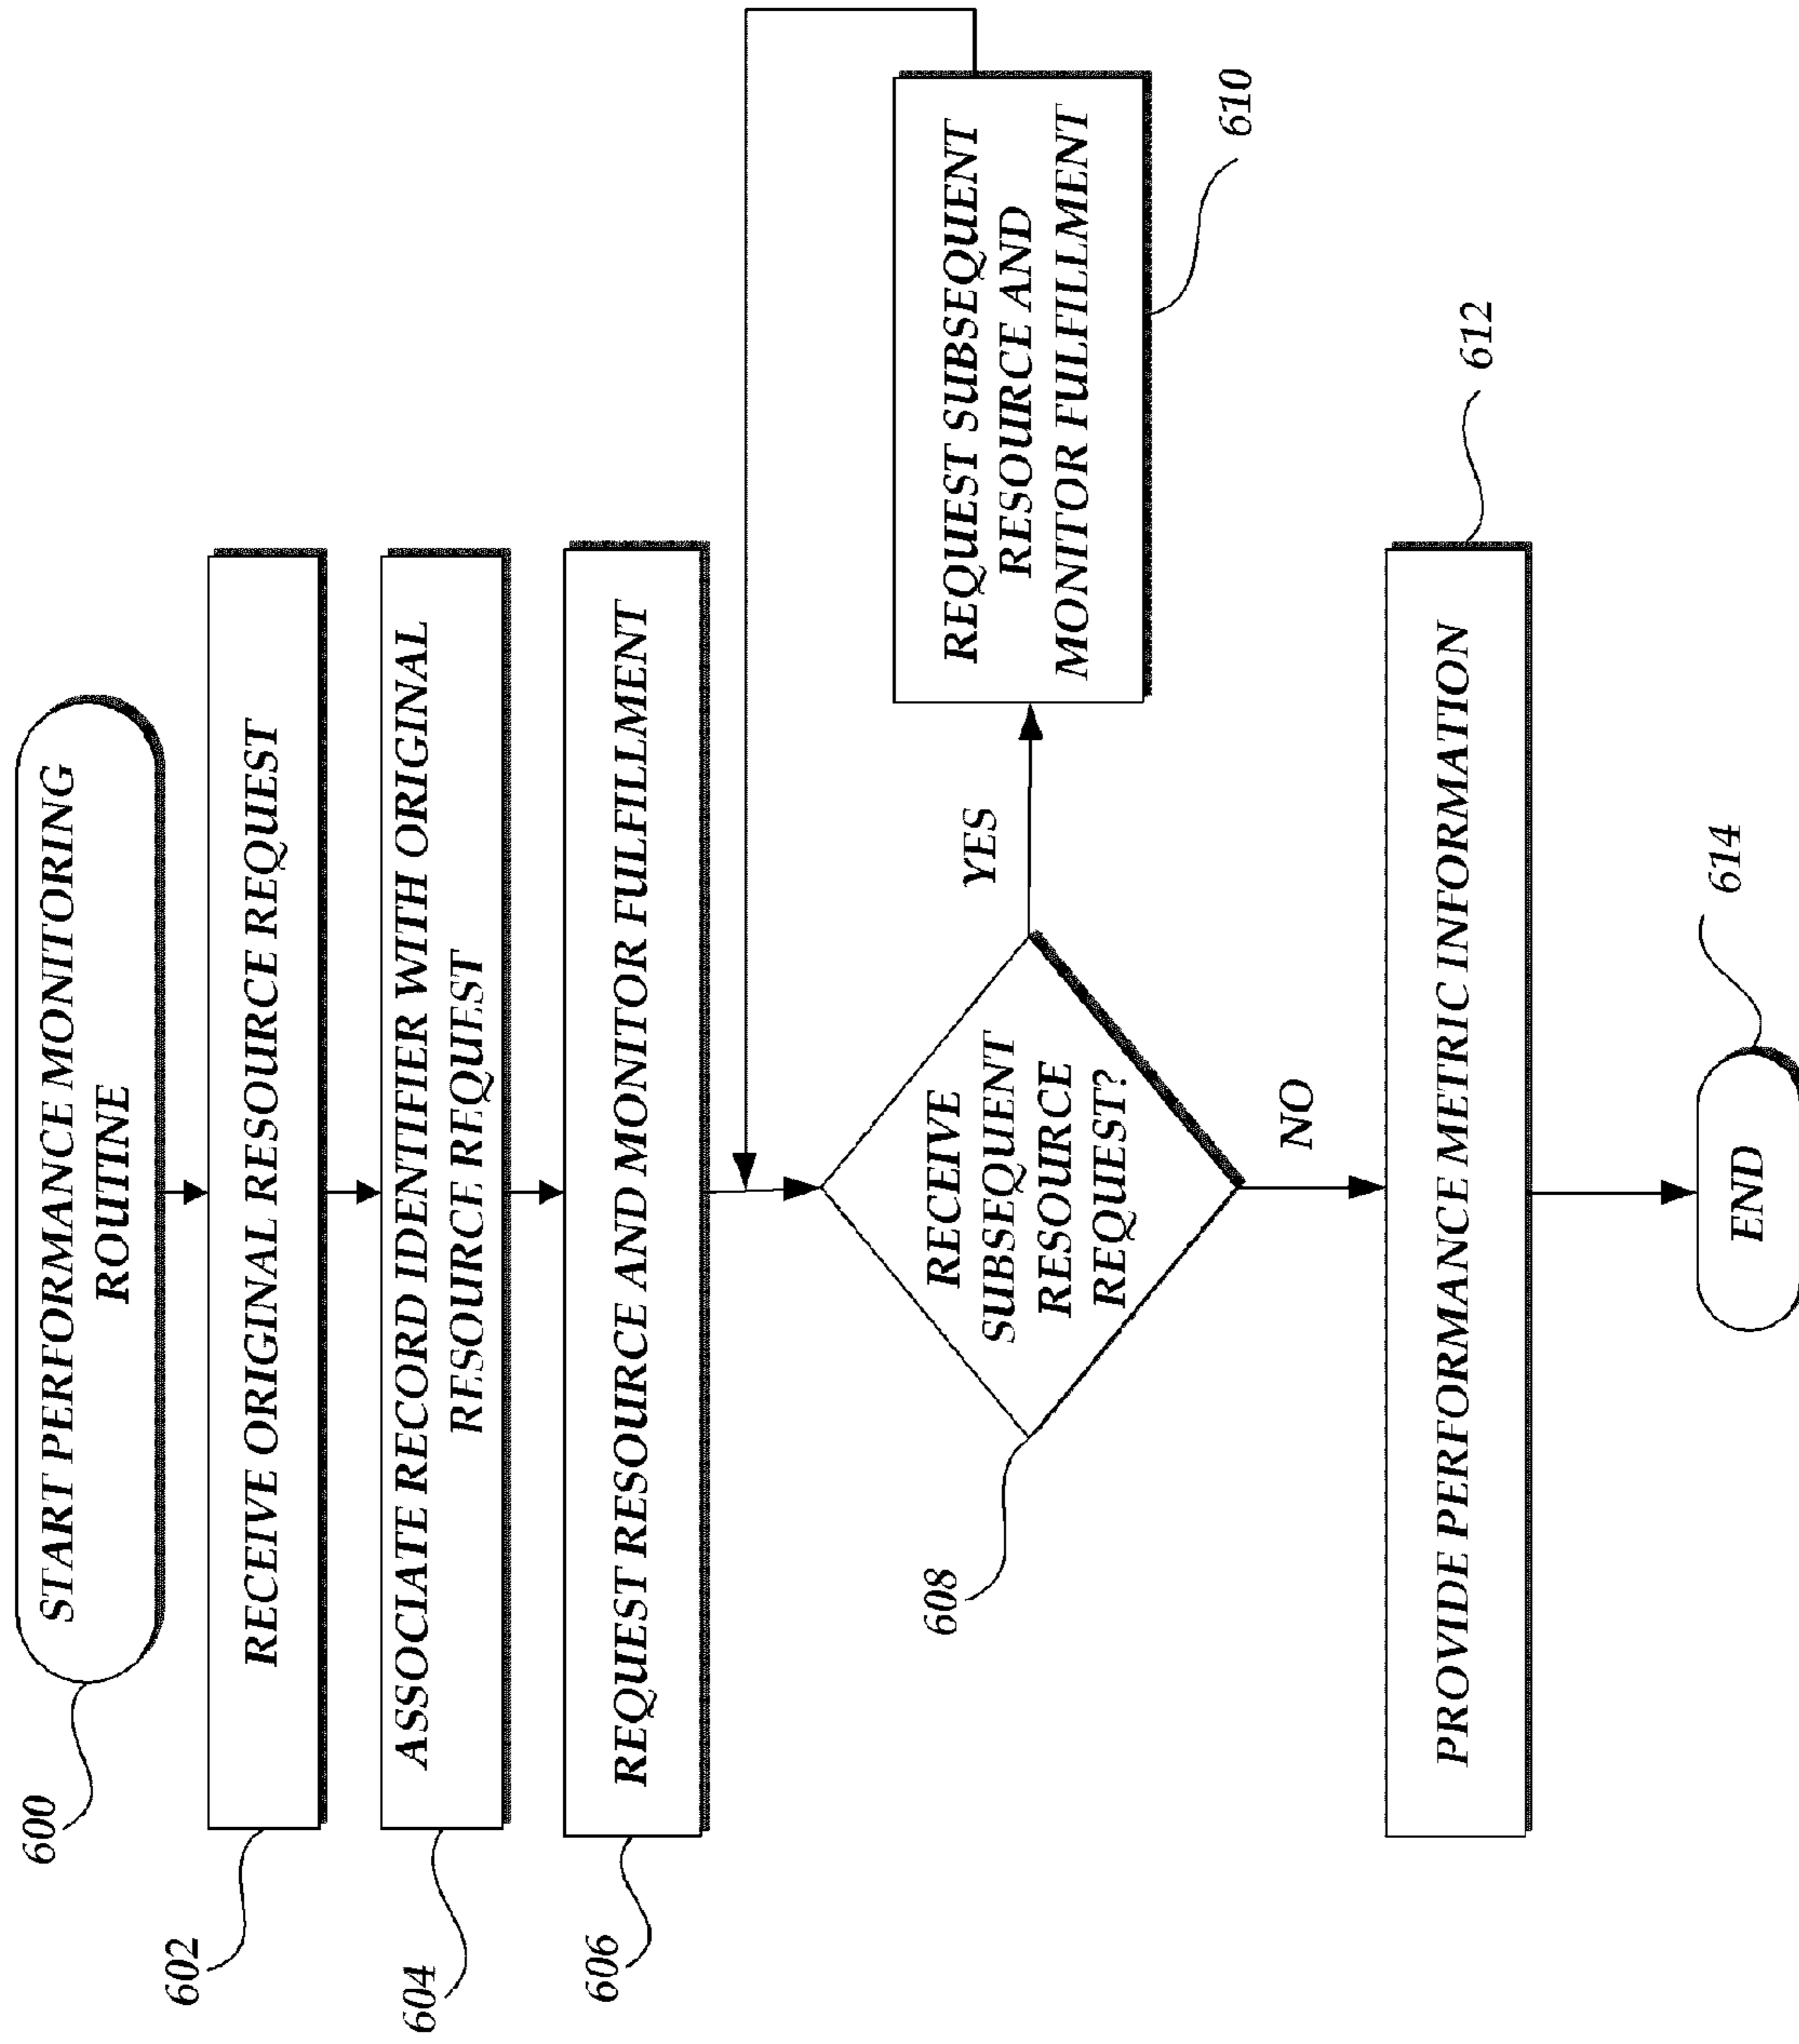 600
START PERFORMANCE MONITORING
ROUTINE
602
RECEIVE ORIGINAL RESOURCE REQUEST
604
ASSOCIATE RECORD IDENTIFIER WITH ORIGINAL
RESOURCE REQUEST
606
REQUEST RESOURCE AND MONITOR FULFILLMENT
608
RECEIVE
SUBSEQUENT
RESOURCE
REQUEST?
YES
REQUEST SUBSEQUENT
RESOURCE AND
MONITOR FULFILLMENT
610
NO
PROVIDE PERFORMANCE METRIC INFORMATION
612
END
614